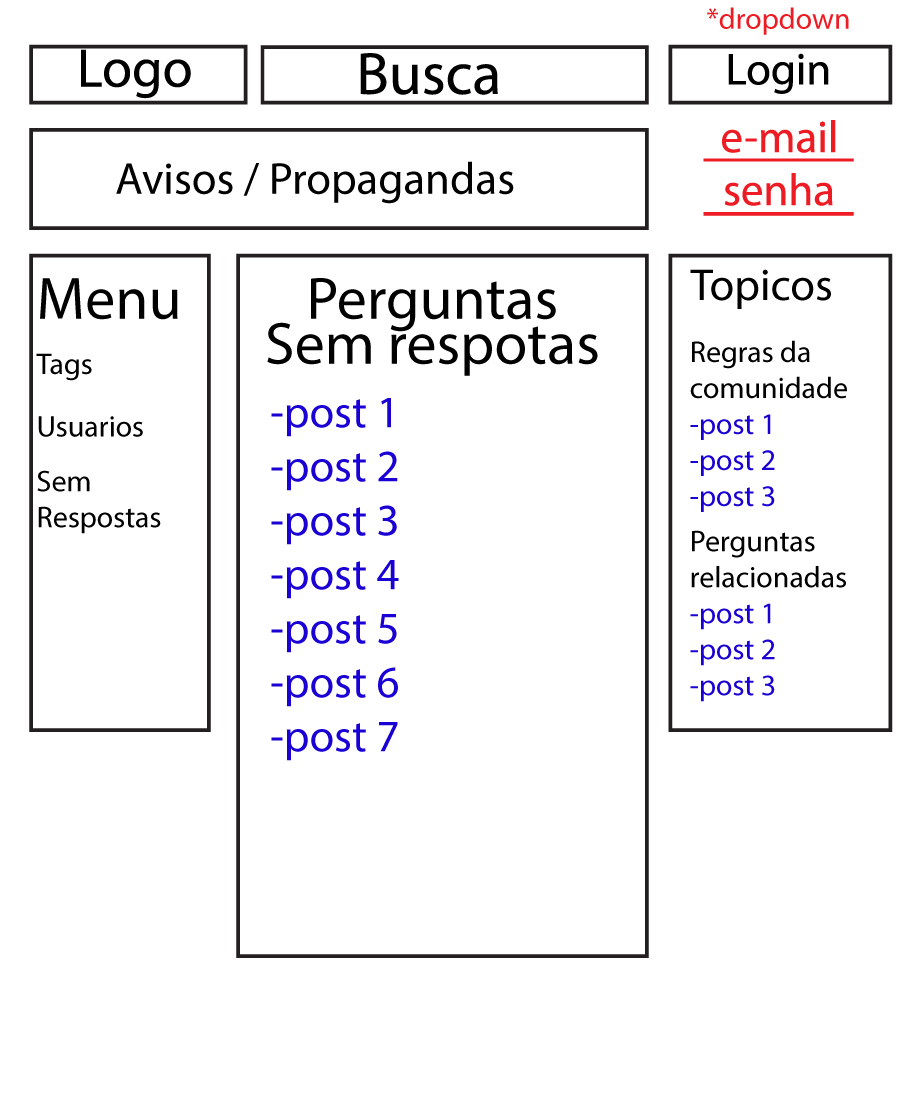 *dropdown
Logo
Busca
Login
e-mail
senha
Avisos / Propagandas
Menu
Tags
Usuarios
Sem
Respostas
Perguntas
Sem respotas
-post 1
-post 2
-post 3
-post 4
-post 5
-post 6
-post 7
Topicos
Regras da
comunidade
-post 1
-post 2
-post 3
Perguntas
relacionadas
-post 1
-post 2
-post 3